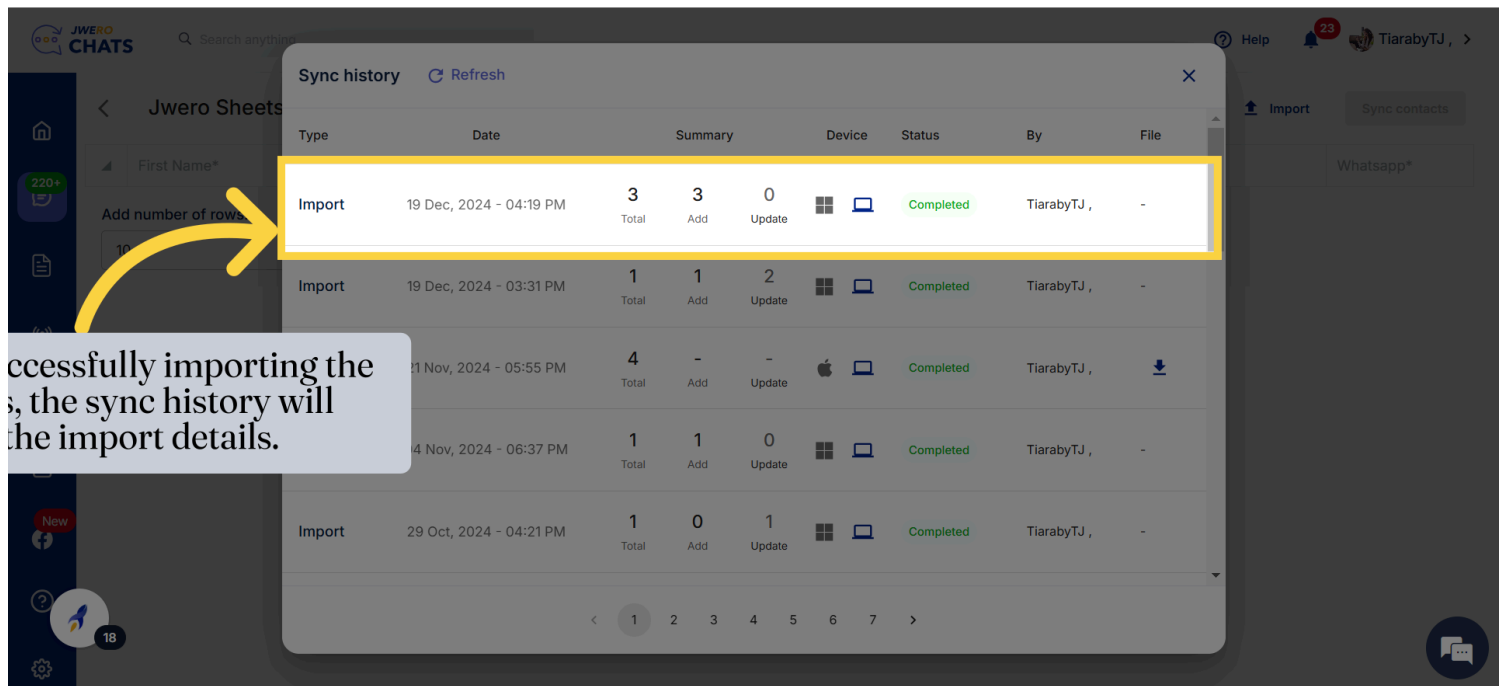 JWERO
CHATS
Search anything
Help
23
TiarabyTJ ,
Sync history
Refresh
Jwero Sheets
Import
Sync contacts
Type Date Summary Device Status By File
First Name*
Whatsapp*
220+
Import 19 Dec, 2024 - 04:19 PM 3 3 0 Completed TiarabyTJ , -
Total Add Update
Add number of rows
10
Import 19 Dec, 2024 - 03:31 PM 1 1 2 Completed TiarabyTJ , -
Total Add Update
21 Nov, 2024 - 05:55 PM 4 - - Completed TiarabyTJ ,
Total Add Update
ccessfully importing the
s, the sync history will
the import details.
04 Nov, 2024 - 06:37 PM 1 1 0 Completed TiarabyTJ , -
Total Add Update
New
Import 29 Oct, 2024 - 04:21 PM 1 0 1 Completed TiarabyTJ , -
Total Add Update
18
1 2 3 4 5 6 7